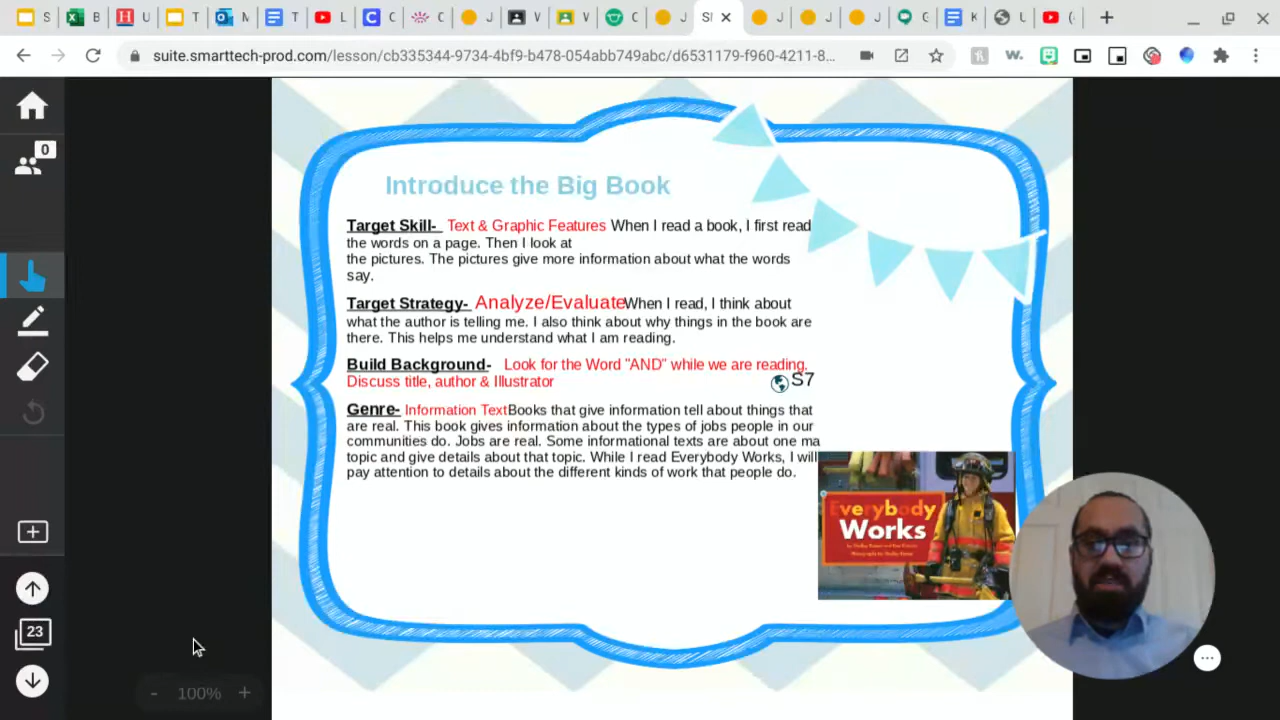 S
B
U
T
M
T
L
C
C
J
V
V
C
J
SI
J
J
J
G
K
U
(
suite.smarttech-prod.com/lesson/cb335344-9734-4bf9-b478-054abb749abc/d6531179-f960-4211-8...
w.
0
Introduce the Big Book
Target Skill- Text & Graphic Features When I read a book, I first read
the words on a page. Then I look at
the pictures. The pictures give more information about what the words
say.
Target Strategy- Analyze/Evaluate When I read, I think about
what the author is telling me. I also think about why things in the book are
there. This helps me understand what I am reading.
Build Background- Look for the Word "AND" while we are reading.
Discuss title, author & Illustrator
S7
Genre- Information Text Books that give information tell about things that
are real. This book gives information about the types of jobs people in our
communities do. Jobs are real. Some informational texts are about one ma
topic and give details about that topic. While I read Everybody Works, I will
pay attention to details about the different kinds of work that people do.
Everybody
Works
23
- 100% +